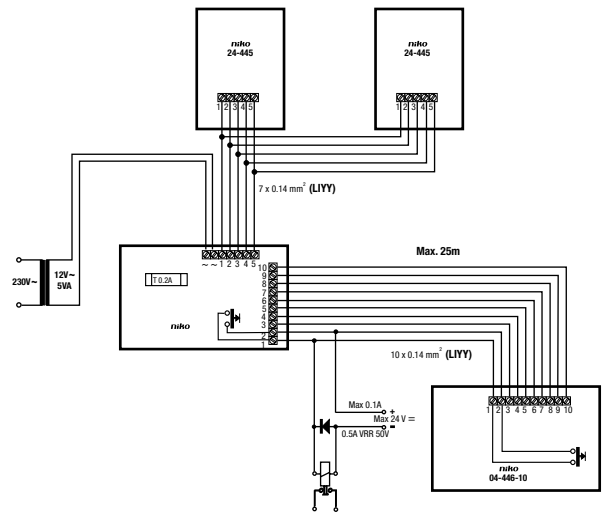 niko
24-445
1 2 3 4 5
niko
24-445
1 2 3 4 5
7 x 0.14 mm² (LIYY)
230V~
12V~
5VA
~ ~ 1 2 3 4 5
T 0.2A
niko
10
9
8
7
6
5
4
3
2
1
Max. 25m
10 x 0.14 mm² (LIYY)
Max 0.1A
+
Max 24 V =
-
0.5A VRR 50V
1 2 3 4 5 6 7 8 9 10
niko
04-446-10